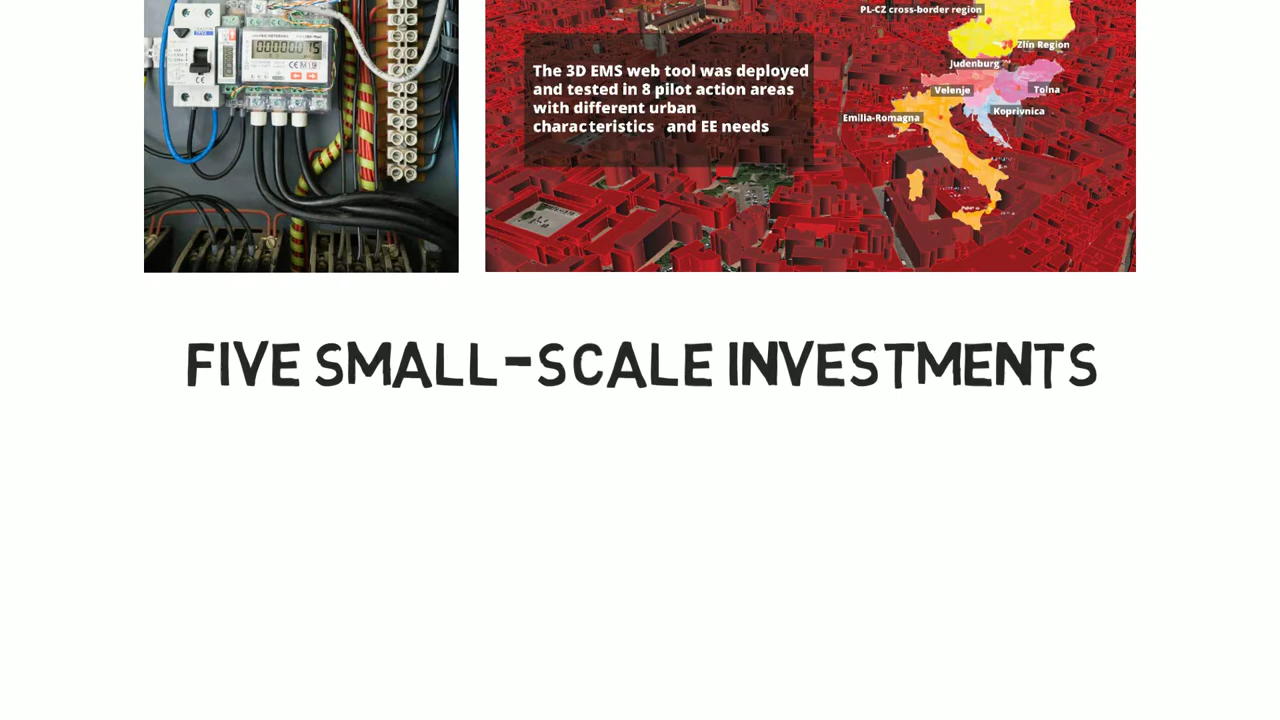 PL-CZ cross-border region
Zlín Region
Judenburg
Velenje
Tolna
Koprivnica
Emilia-Romagna
The 3D EMS web tool was deployed
and tested in 8 pilot action areas
with different urban
characteristics and EE needs
FIVE SMALL-SCALE INVESTMENTS